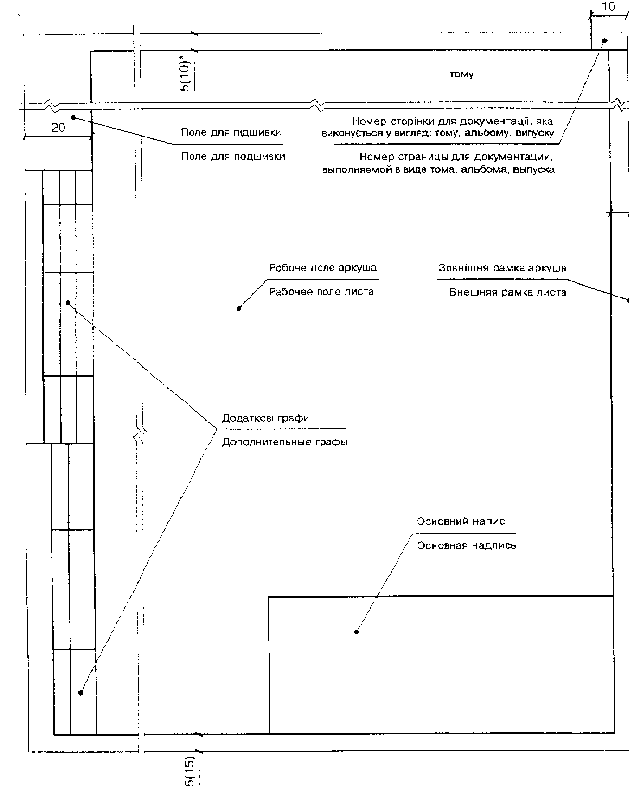 10
5(10)*
тому
20
Поле для підшивки
Поле для подшивки
Номер сторінки для документації, яка
виконується у вигляді тому, альбому, випуску
Номер страницы для документации,
выполняемой в виде тома, альбома, выпуска
Робоче поле аркуша
Рабочее поле листа
Зовнішня рамка аркуша
Внешняя рамка листа
Додаткові графи
Дополнительные графы
Основний напис
Основная надпись
5(15)